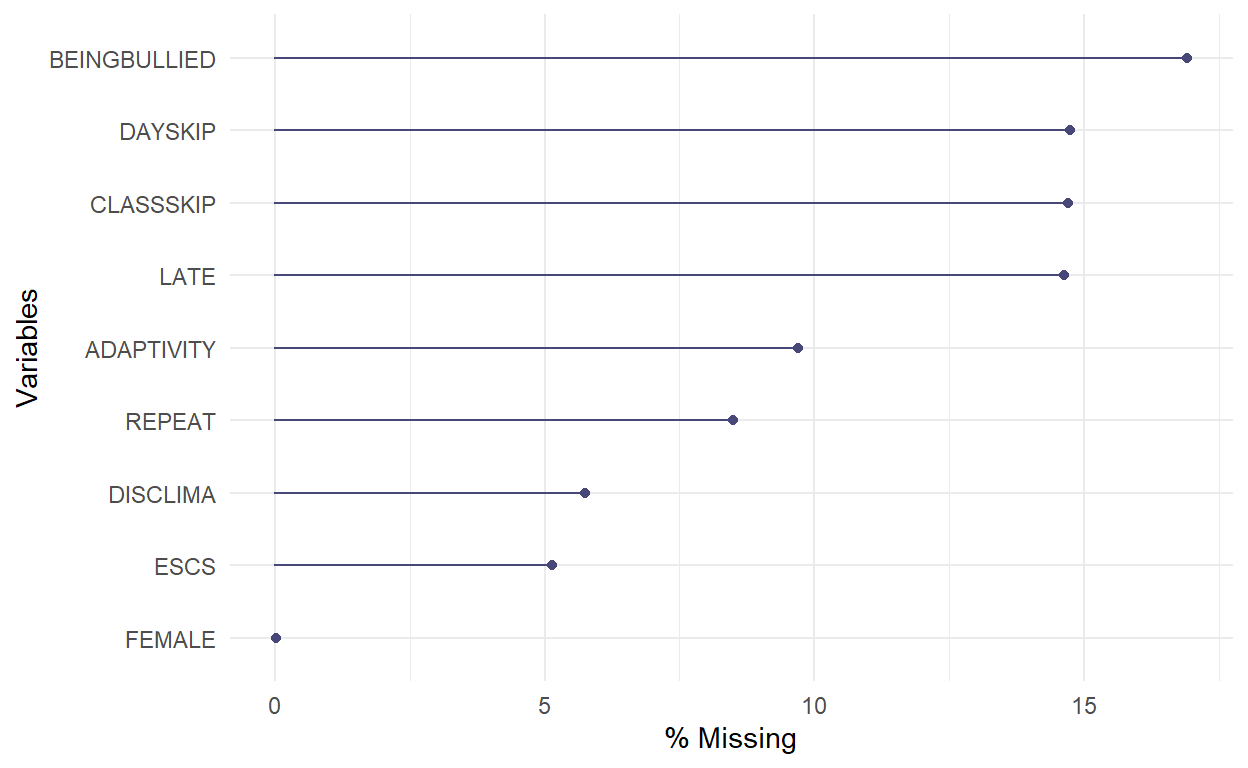 BEINGBULLIED
DAYSKIP
CLASSSKIP
LATE
ADAPTIVITY
REPEAT
DISCLIMA
ESCS
FEMALE
Variables
0 5 10 15
% Missing